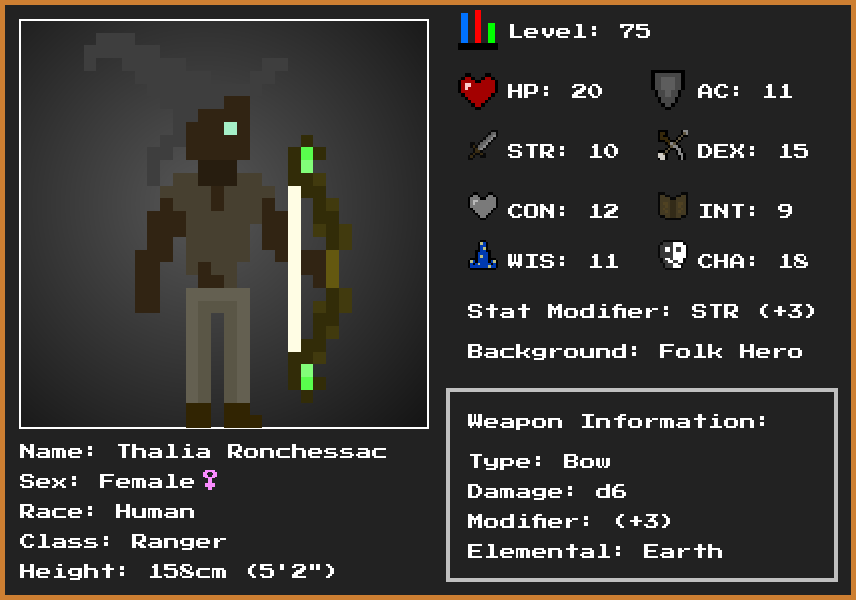 Level: 75
HP: 20 AC: 11
STR: 10 DEX: 15
CON: 12 INT: 9
WIS: 11 CHA: 18
Stat Modifier: STR (+3)
Background: Folk Hero
Weapon Information:
Type: Bow
Damage: d6
Modifier: (+3)
Elemental: Earth
Name: Thalia Ronchessac
Sex: Female♀
Race: Human
Class: Ranger
Height: 158cm (5'2")